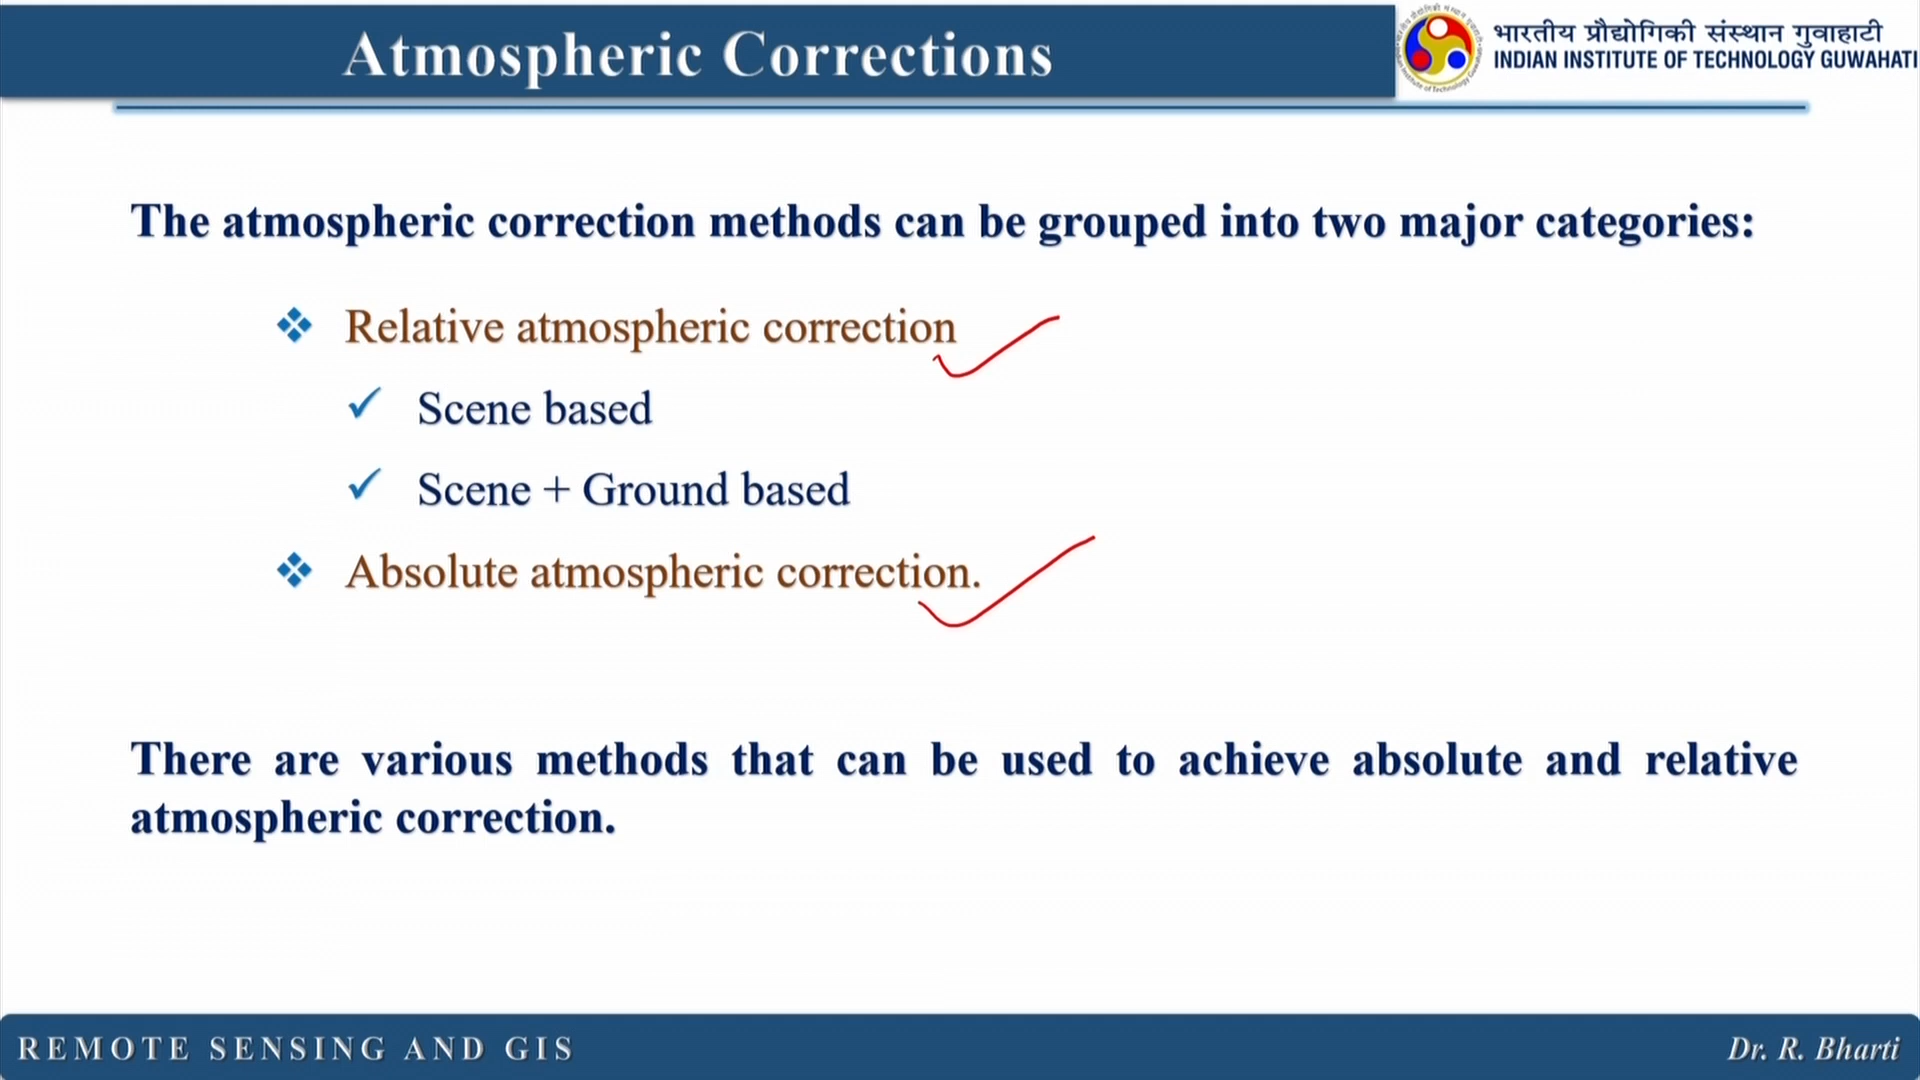 Atmospheric Corrections
भारतीय प्रौद्योगिकी संस्थान गुवाहाटी
INDIAN INSTITUTE OF TECHNOLOGY GUWAHATI
The atmospheric correction methods can be grouped into two major categories:
Relative atmospheric correction
Scene based
Scene + Ground based
Absolute atmospheric correction.
There are various methods that can be used to achieve absolute and relative
atmospheric correction.
REMOTE SENSING AND GIS
Dr. R. Bharti